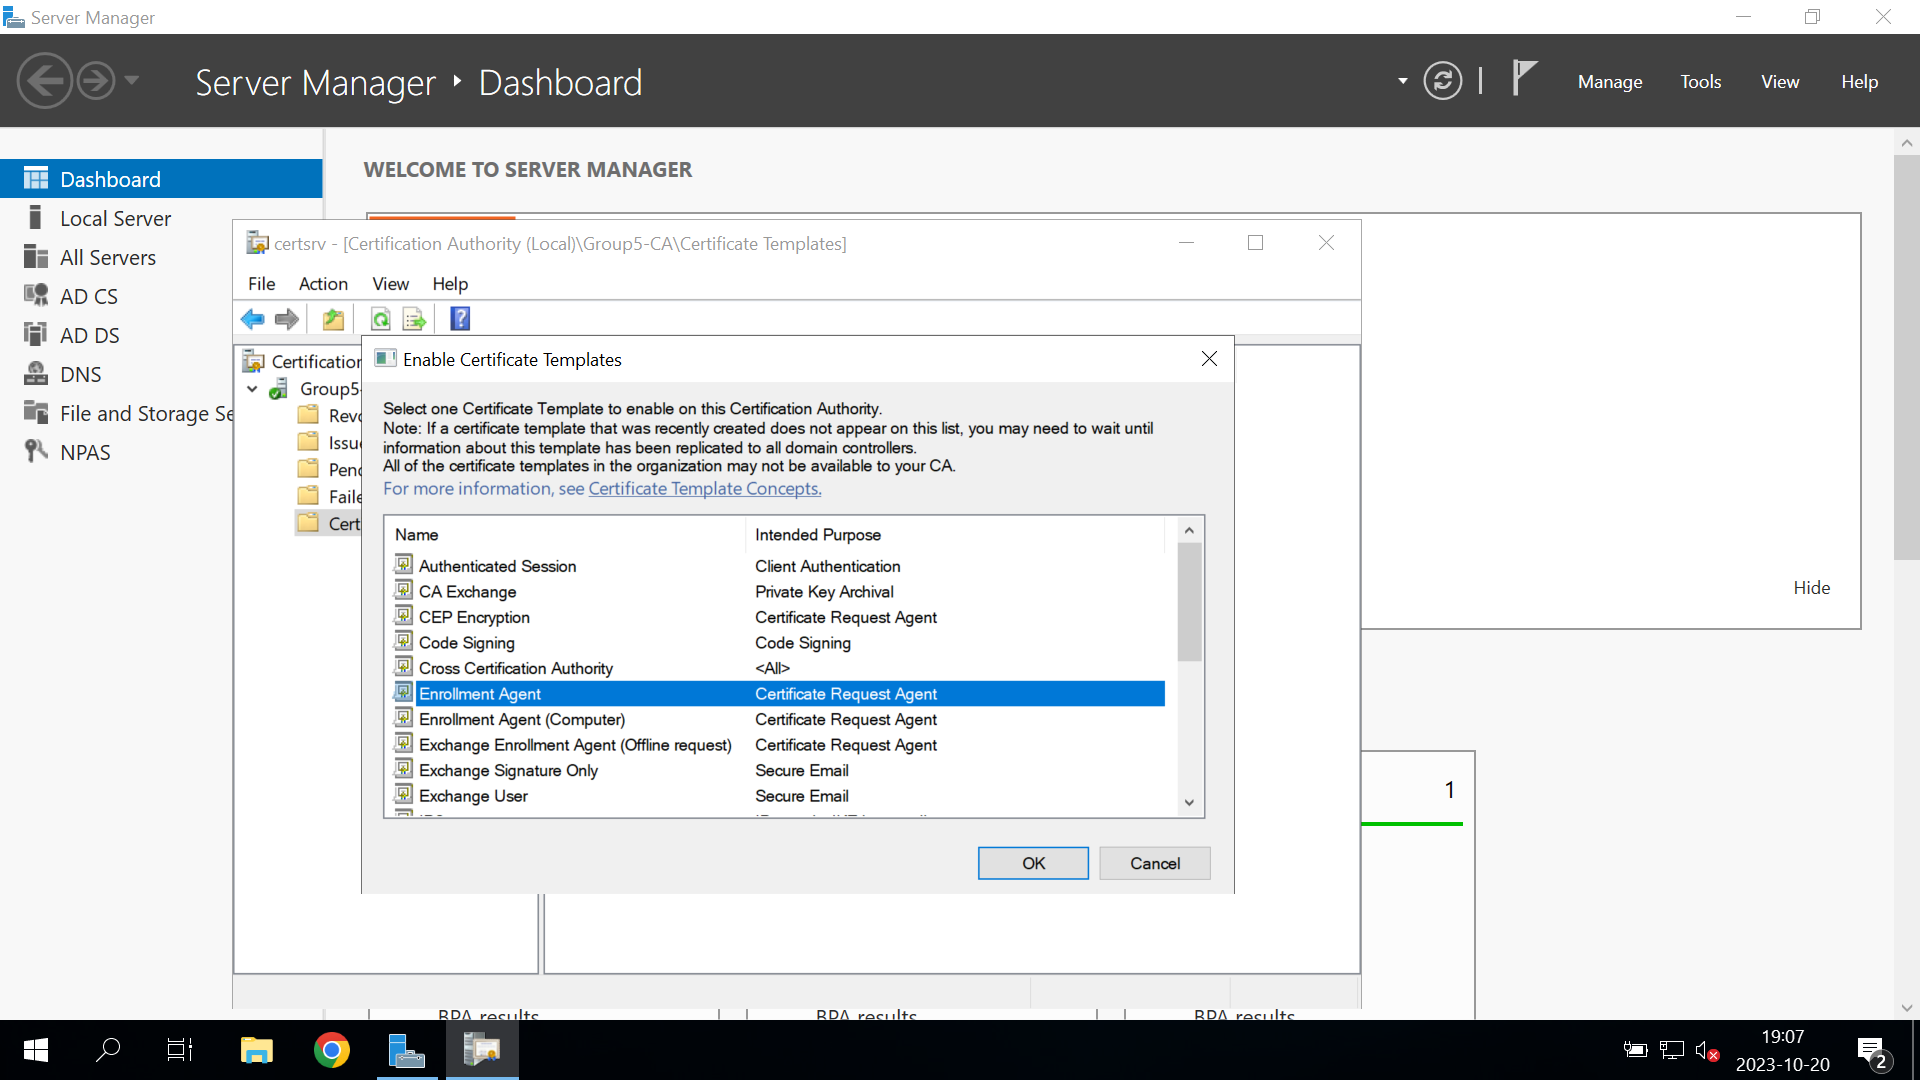 Server Manager
Server Manager ‣ Dashboard
Manage
Tools
View
Help
Dashboard
Local Server
All Servers
AD CS
AD DS
DNS
File and Storage Se
NPAS
WELCOME TO SERVER MANAGER
Hide
1
certsrv - [Certification Authority (Local)\Group5-CA\Certificate Templates]
File
Action
View
Help
Certification
Group5-
Revo
Issue
Pend
Faile
Cert
Enable Certificate Templates
Select one Certificate Template to enable on this Certification Authority.
Note: If a certificate template that was recently created does not appear on this list, you may need to wait until
information about this template has been replicated to all domain controllers.
All of the certificate templates in the organization may not be available to your CA.
For more information, see Certificate Template Concepts.
Name Intended Purpose
Authenticated Session Client Authentication
CA Exchange Private Key Archival
CEP Encryption Certificate Request Agent
Code Signing Code Signing
Cross Certification Authority <All>
Enrollment Agent Certificate Request Agent
Enrollment Agent (Computer) Certificate Request Agent
Exchange Enrollment Agent (Offline request) Certificate Request Agent
Exchange Signature Only Secure Email
Exchange User Secure Email
OK
Cancel
BPA results
BPA results
BPA results
19:07
2023-10-20
2